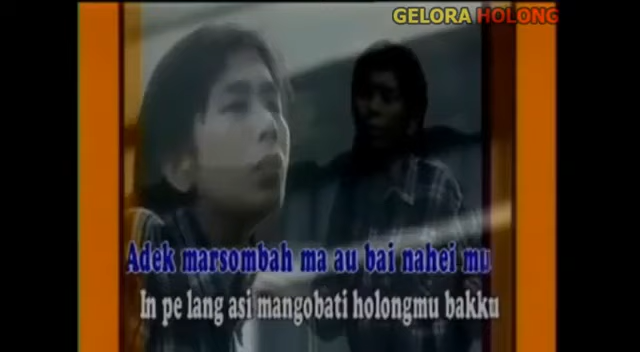 GELORA HOLONG
Adek marsombah ma au bai nahei mu
In pe lang asi mangobati holongmu bakku